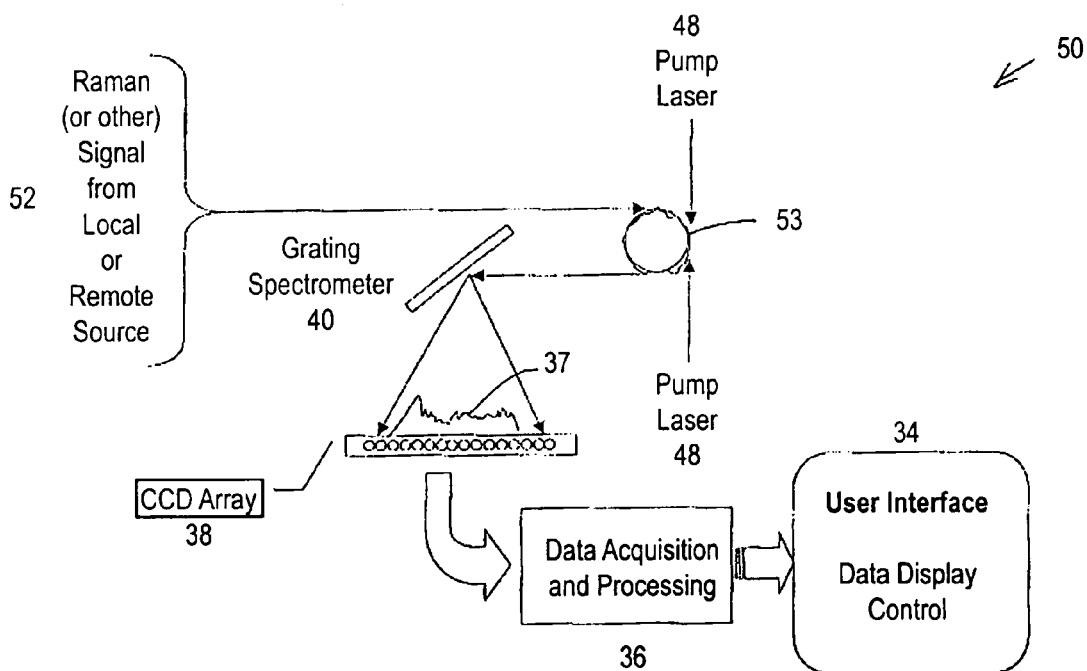 48
Pump
Laser
50
Raman
(or other)
Signal
from
Local
or
Remote
Source
52
53
Grating
Spectrometer
40
37
Pump
Laser
48
CCD Array
38
Data Acquisition
and Processing
36
34
User Interface
Data Display
Control